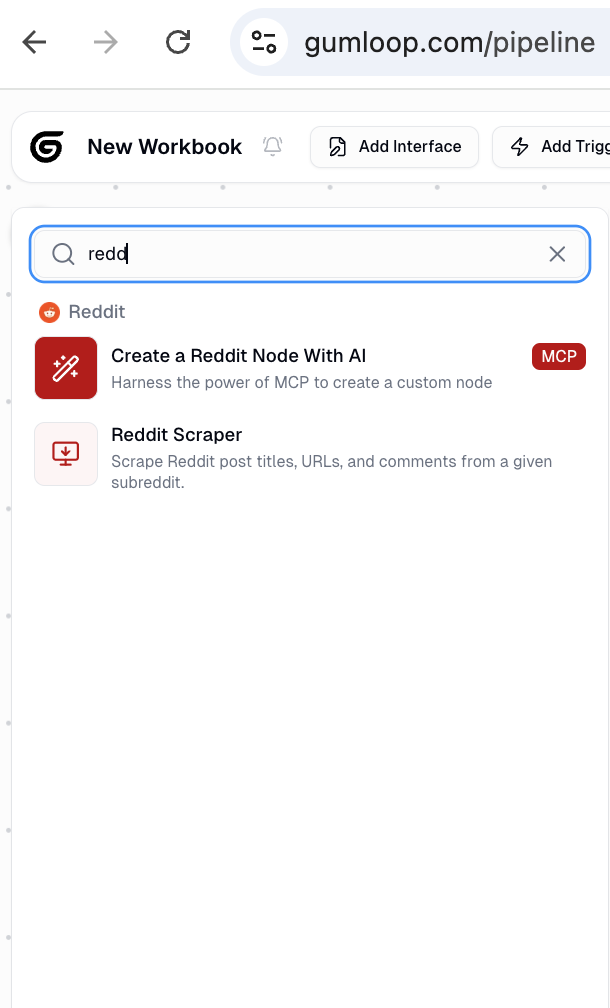 gumloop.com/pipeline
New Workbook
Add Interface
Add Trigg
redd
Reddit
Create a Reddit Node With AI
MCP
Harness the power of MCP to create a custom node
Reddit Scraper
Scrape Reddit post titles, URLs, and comments from a given
subreddit.